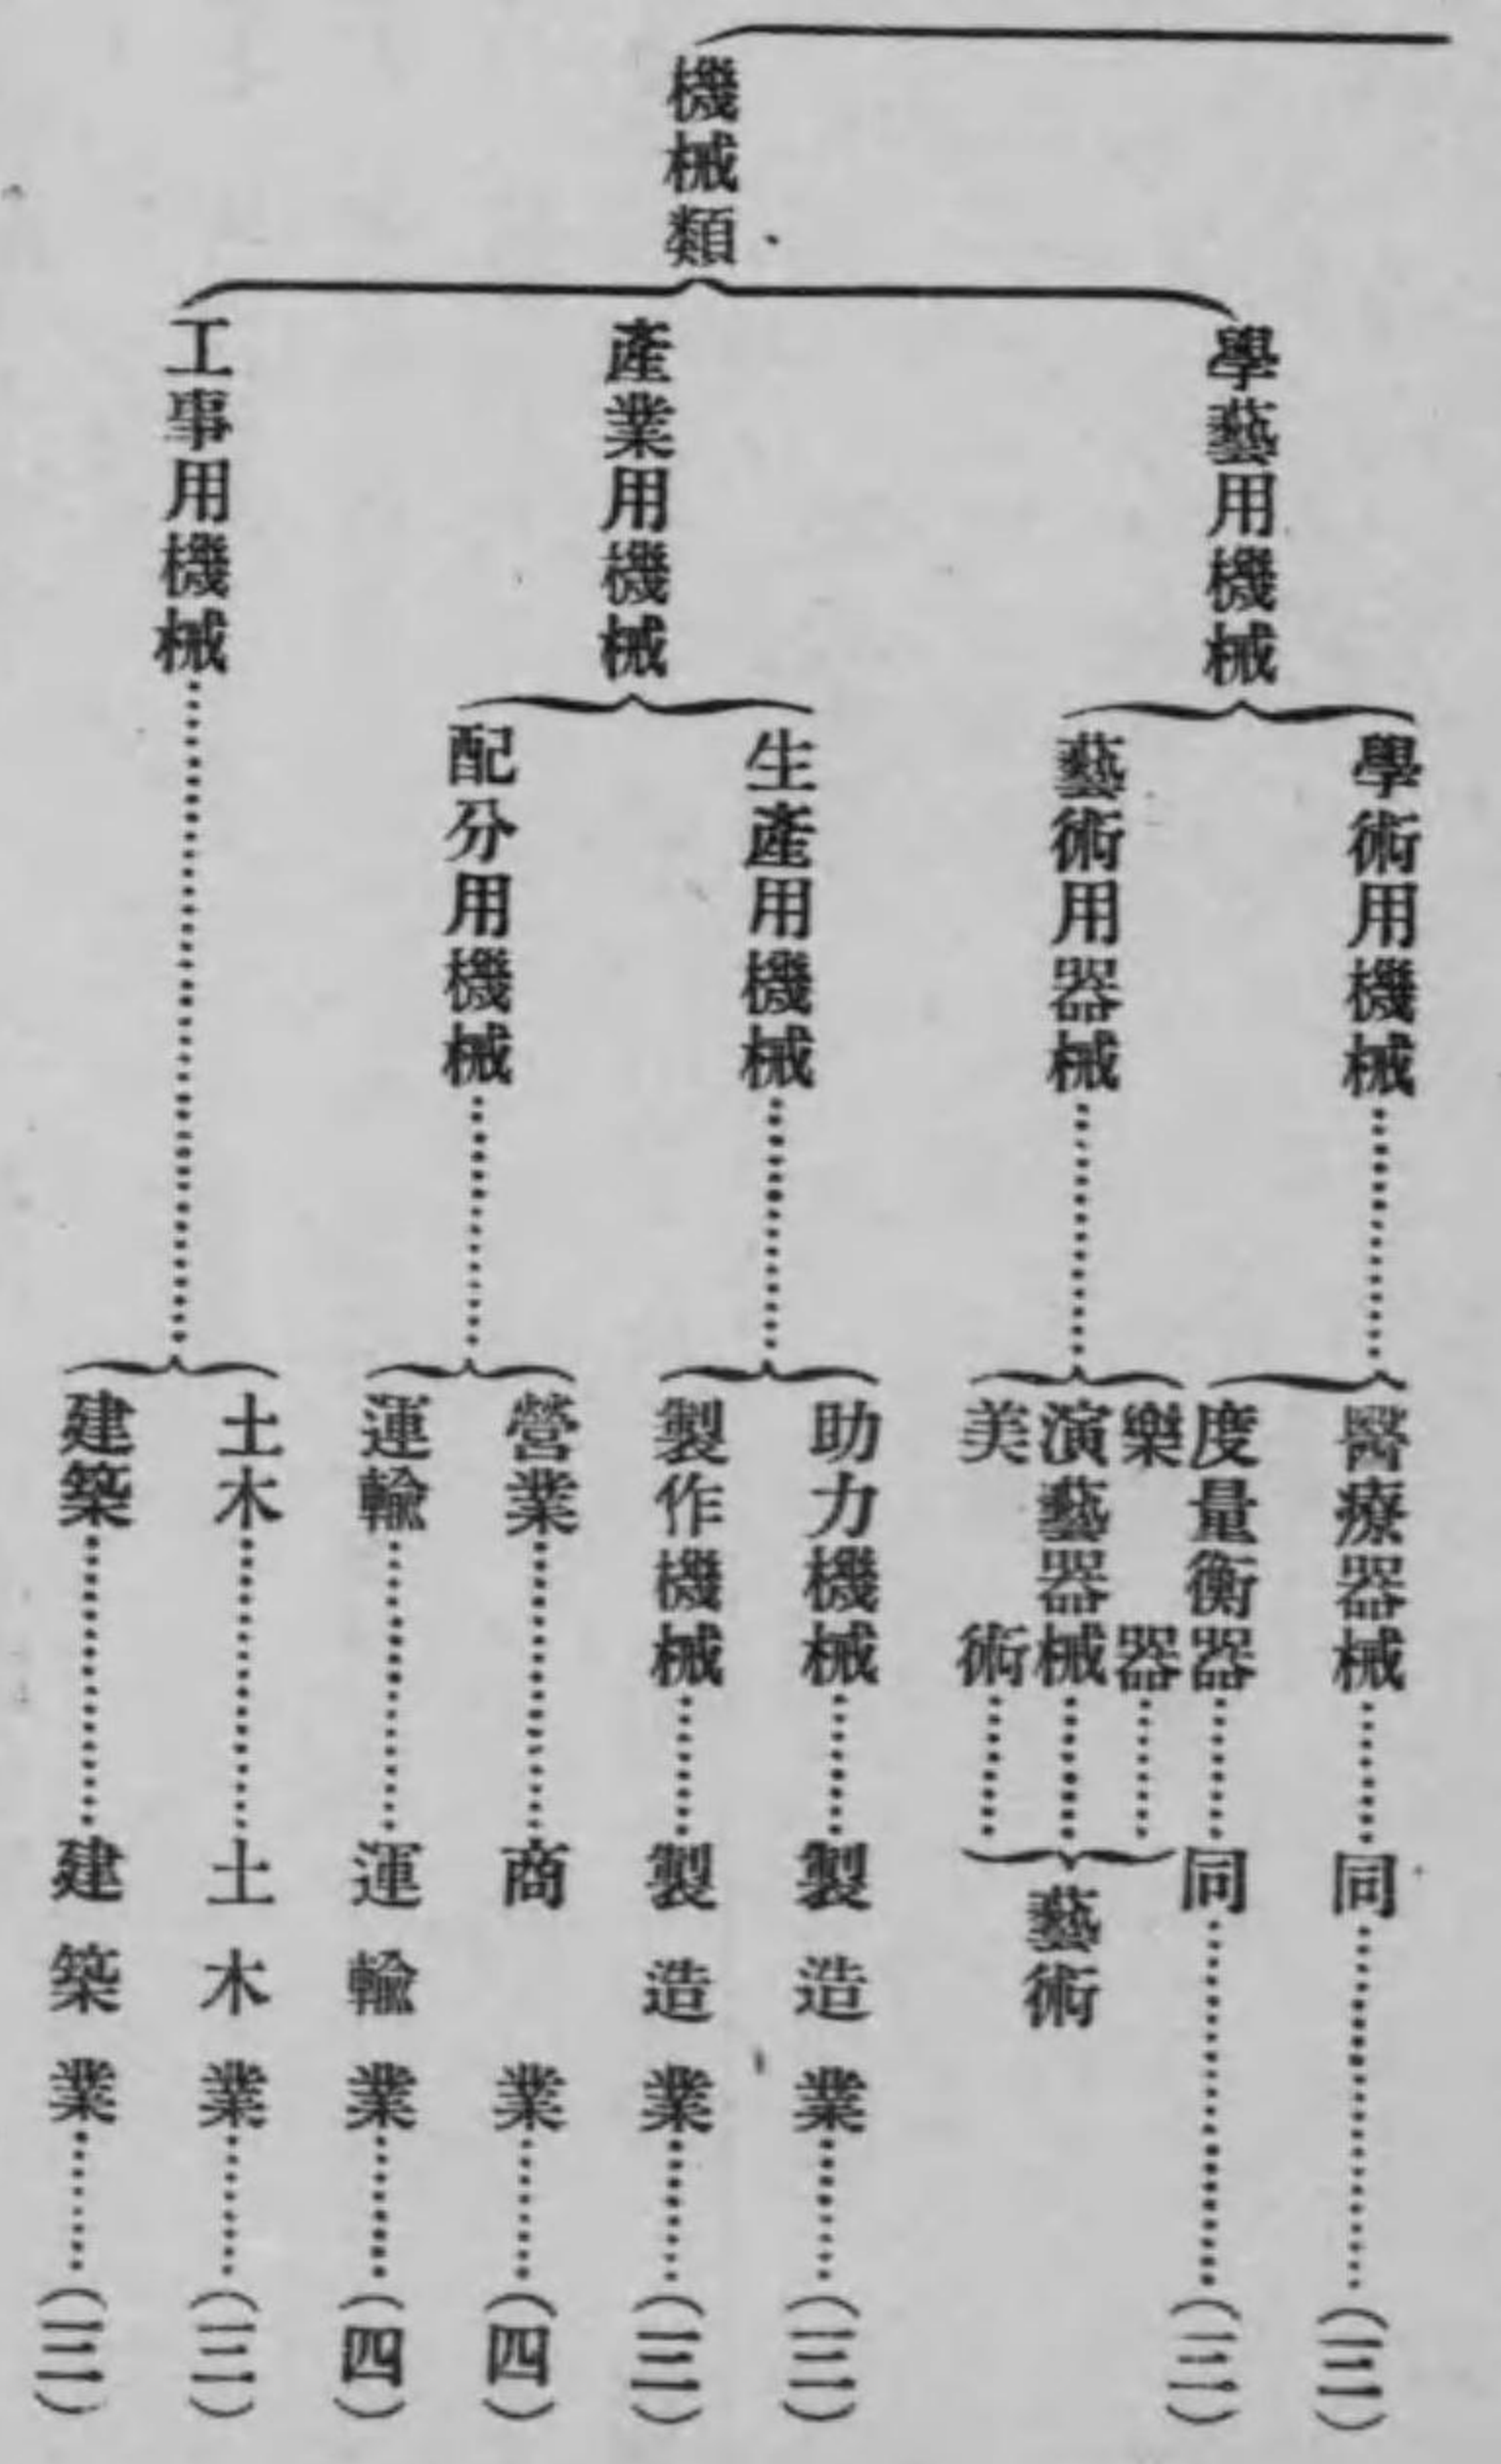 機械類
學藝用機械
產業用機械
工事用機械
學術用機械
藝術用器械
生產用機械
配分用機械
醫療器械
度量衡器
樂器
演藝器械
美術
助力機械
製作機械
營業
運輸
土木
建築
同
同
藝術
製造業
製造業
商業
運輸業
土木業
建築業
(三)
(三)
(三)
(三)
(四)
(四)
(三)
(三)